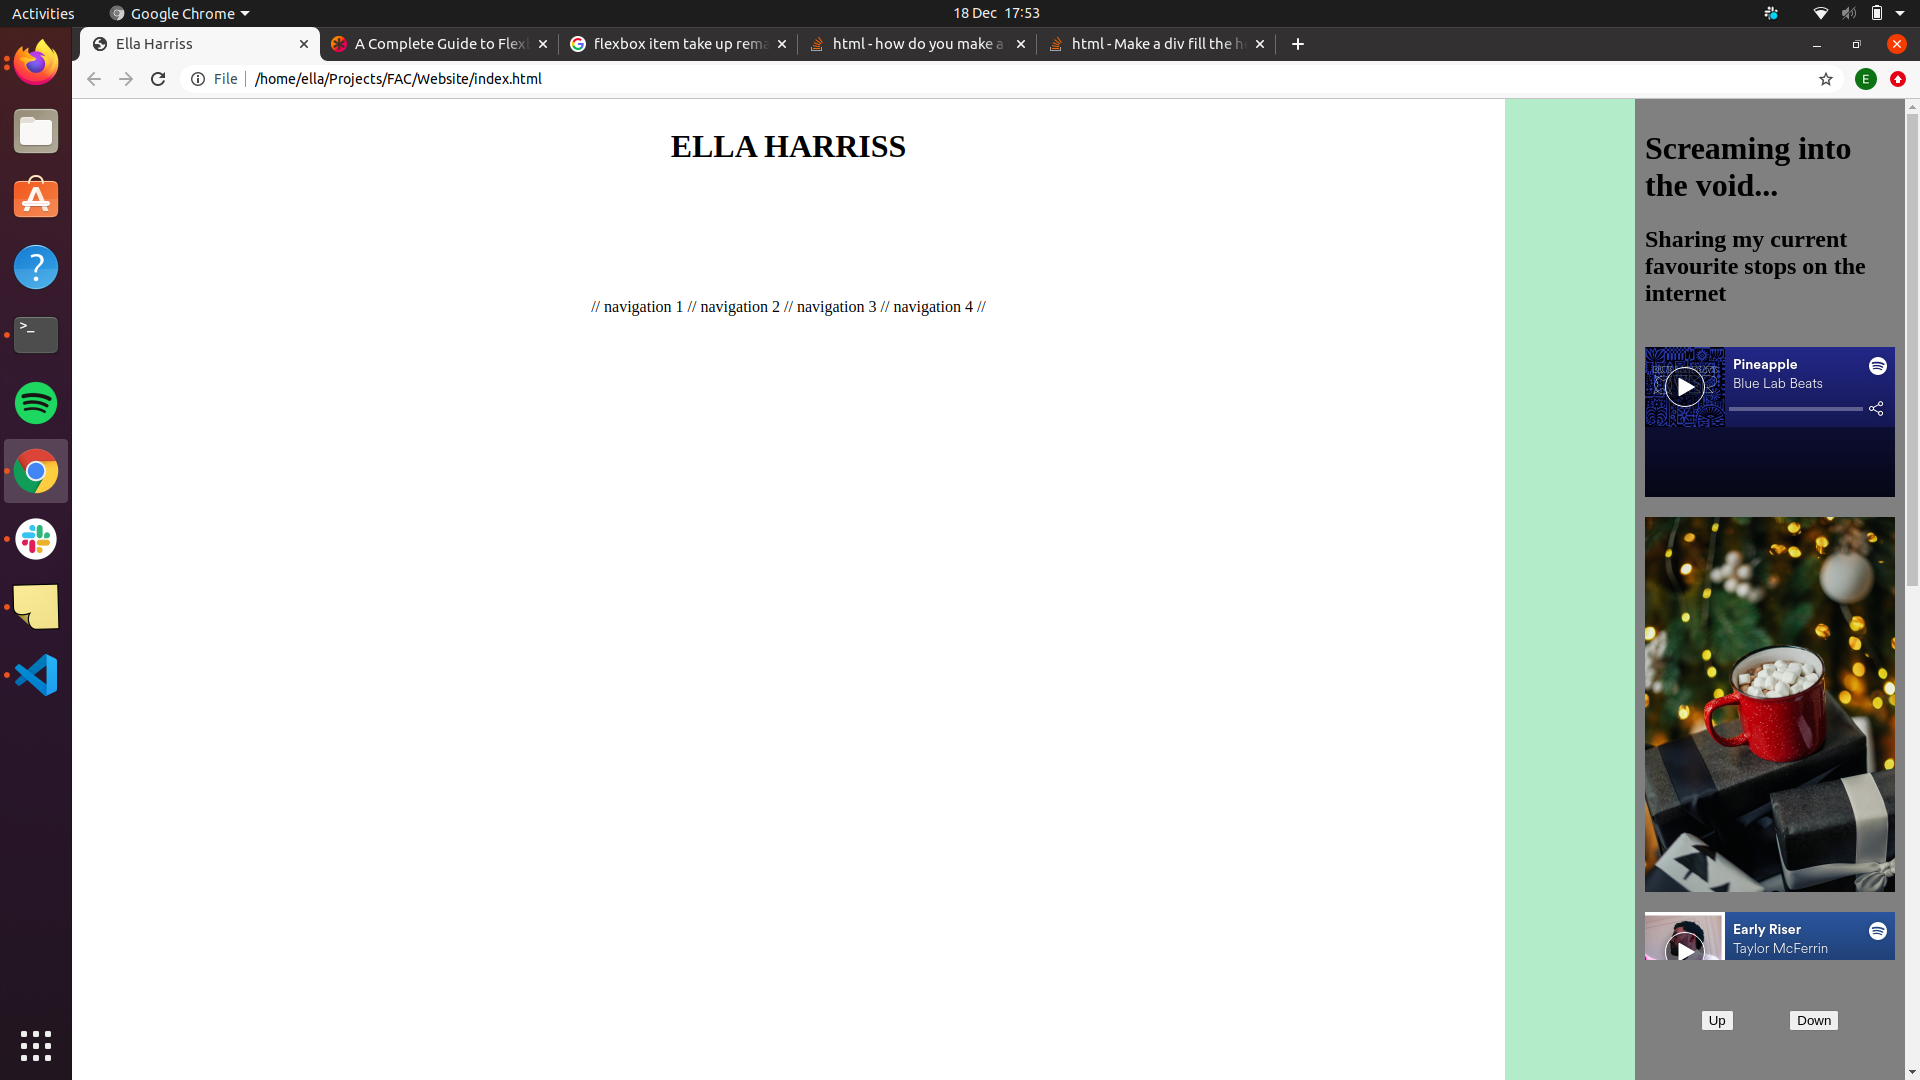 Activities
Google Chrome
18 Dec 17:53
Ella Harriss
A Complete Guide to Flexl
flexbox item take up rema
html - how do you make a
html - Make a div fill the h
File
/home/ella/Projects/FAC/Website/index.html
E
ELLA HARRISS
// navigation 1 // navigation 2 // navigation 3 // navigation 4 //
Screaming into
the void...
Sharing my current
favourite stops on the
internet
Pineapple
Blue Lab Beats
Early Riser
Taylor McFerrin
Up
Down